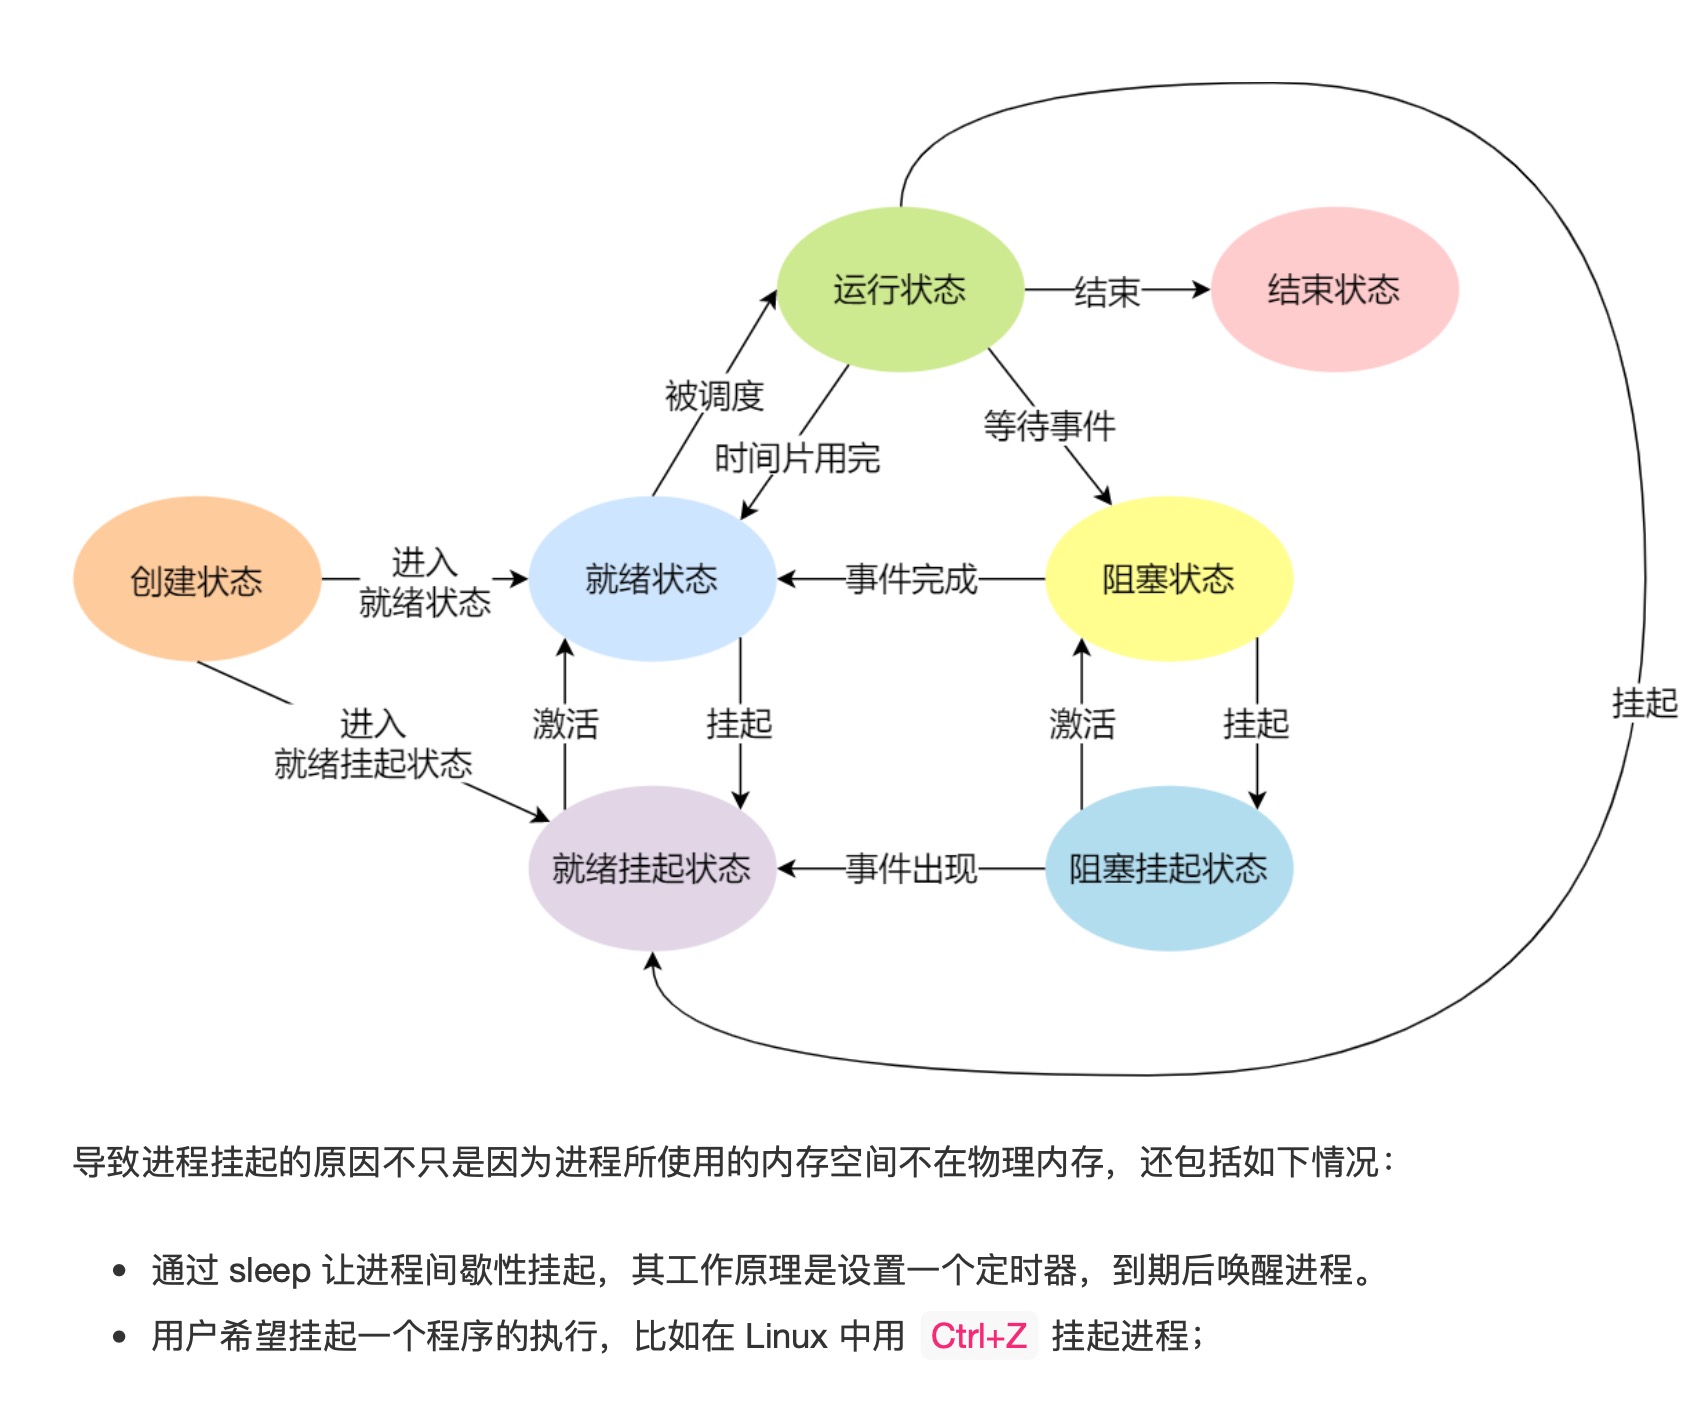 运行状态
结束
结束状态
被调度
时间片用完
等待事件
创建状态
进入
就绪状态
就绪状态
事件完成
阻塞状态
进入
就绪挂起状态
激活
挂起
激活
挂起
挂起
就绪挂起状态
事件出现
阻塞挂起状态
导致进程挂起的原因不只是因为进程所使用的内存空间不在物理内存，还包括如下情况：
• 通过 sleep 让进程间歇性挂起，其工作原理是设置一个定时器，到期后唤醒进程。
• 用户希望挂起一个程序的执行，比如在 Linux 中用 Ctrl+Z 挂起进程；